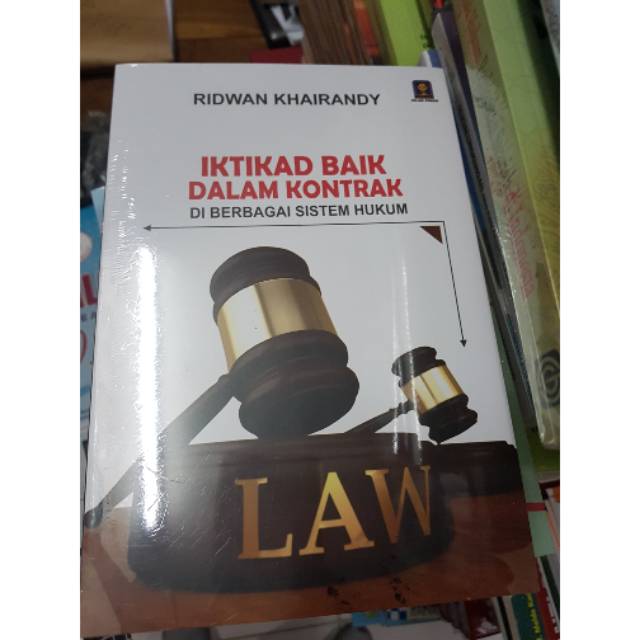 RIDWAN KHAIRANDY
IKTIKAD BAIK
DALAM KONTRAK
DI BERBAGAI SISTEM HUKUM
LAW